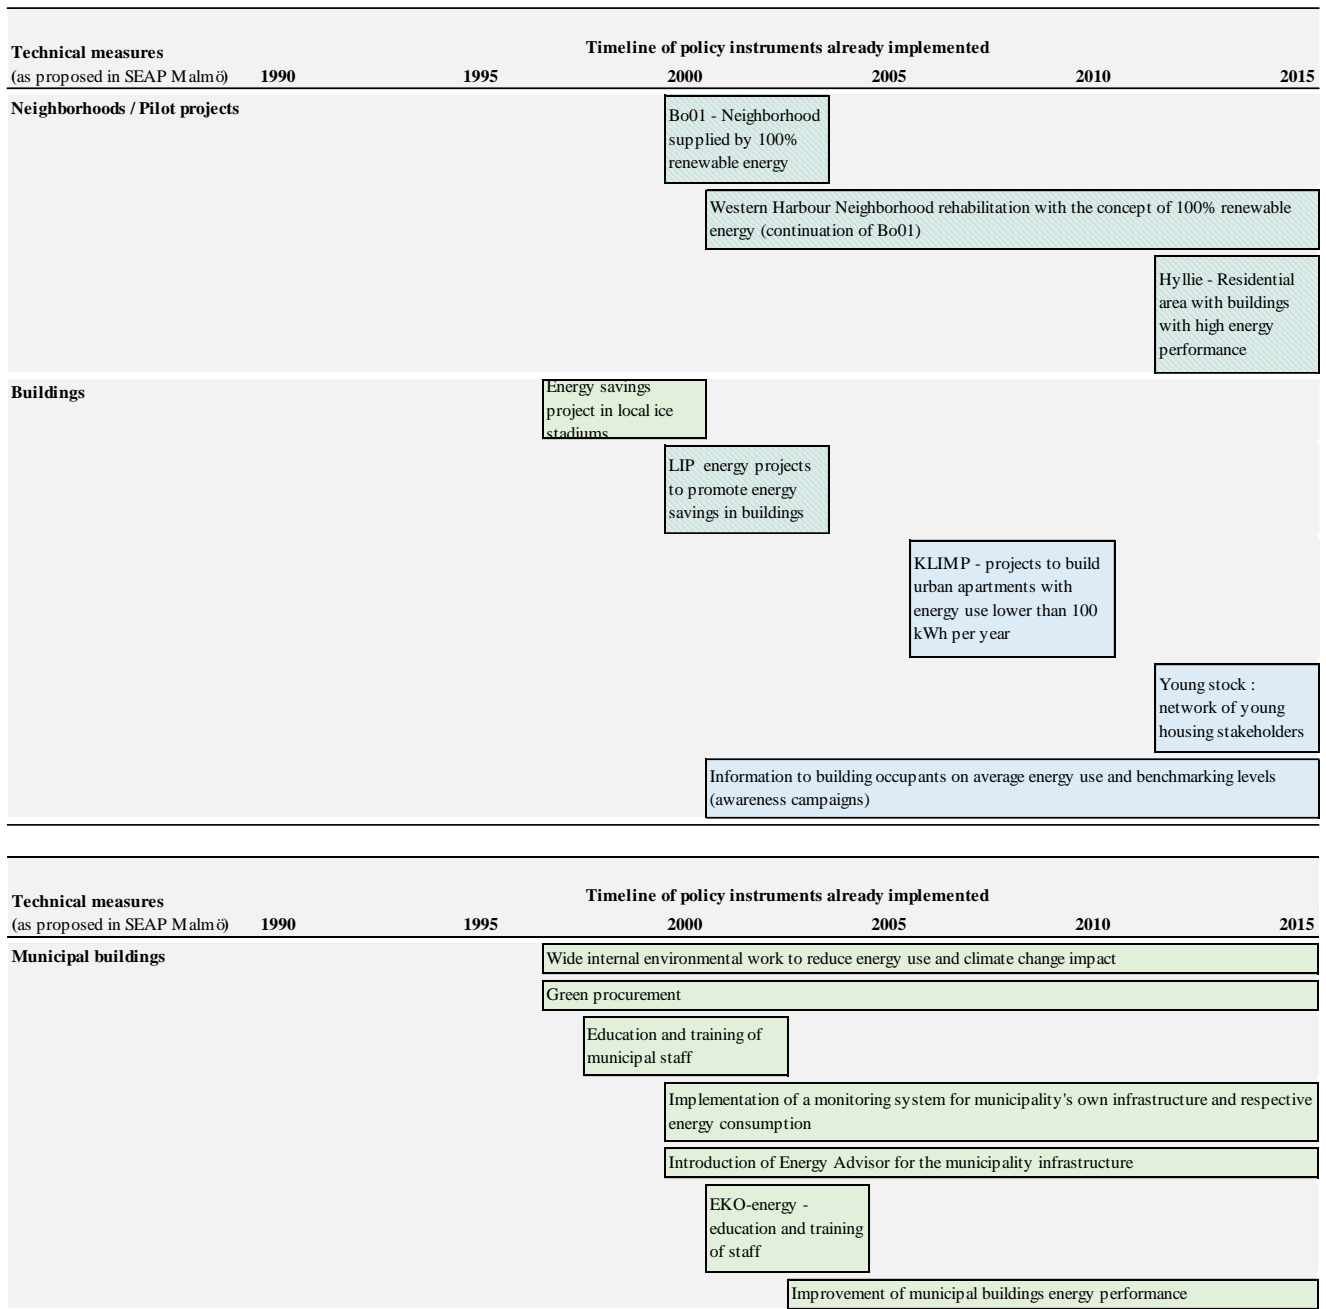 Timeline of policy instruments already implemented
Technical measures
(as proposed in SEAP Malmö) 1990 1995 2000 2005 2010 2015
Neighborhoods / Pilot projects
Bo01 - Neighborhood
supplied by 100%
renewable energy
Western Harbour Neighborhood rehabilitation with the concept of 100% renewable
energy (continuation of Bo01)
Hyllie - Residential
area with buildings
with high energy
performance
Buildings
Energy savings
project in local ice
stadiums
LIP energy projects
to promote energy
savings in buildings
KLIMP - projects to build
urban apartments with
energy use lower than 100
kWh per year
Young stock :
network of young
housing stakeholders
Information to building occupants on average energy use and benchmarking levels
(awareness campaigns)
Timeline of policy instruments already implemented
Technical measures
(as proposed in SEAP Malmö) 1990 1995 2000 2005 2010 2015
Municipal buildings
Wide internal environmental work to reduce energy use and climate change impact
Green procurement
Education and training of
municipal staff
Implementation of a monitoring system for municipality's own infrastructure and respective
energy consumption
Introduction of Energy Advisor for the municipality infrastructure
EKO-energy -
education and training
of staff
Improvement of municipal buildings energy performance